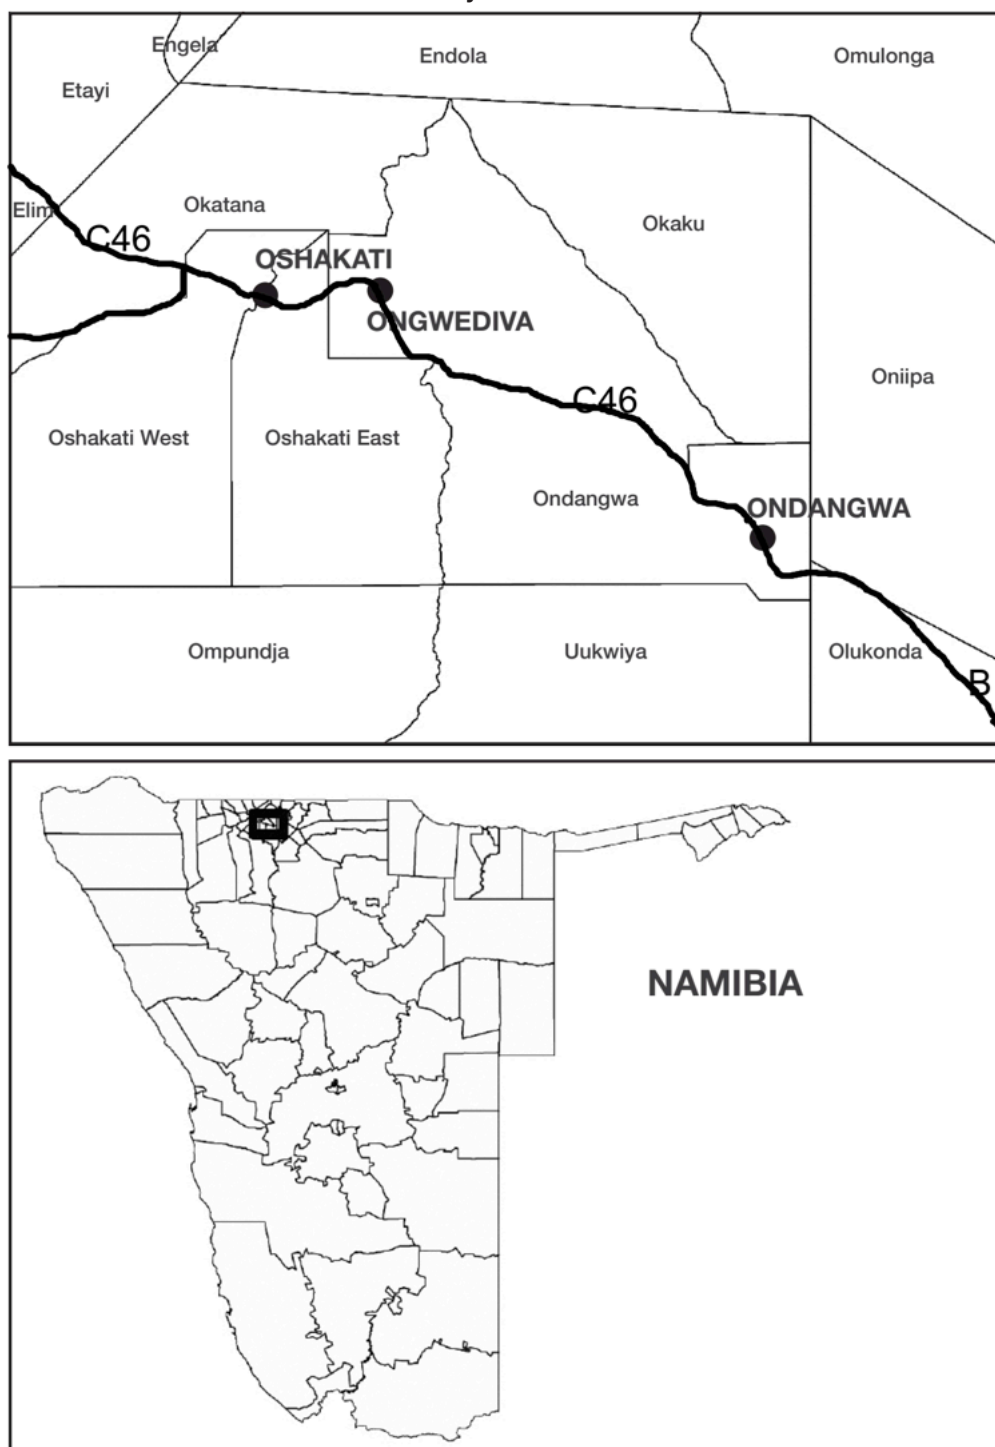 Engela
Endola
Omulonga
Etayi
Elim
Okatana
Okaku
C46
OSHAKATI
ONGWEDIVA
Oniipa
C46
Oshakati West
Oshakati East
Ondangwa
ONDANGWA
Ompundja
Uukwiya
Olukonda
B
NAMIBIA